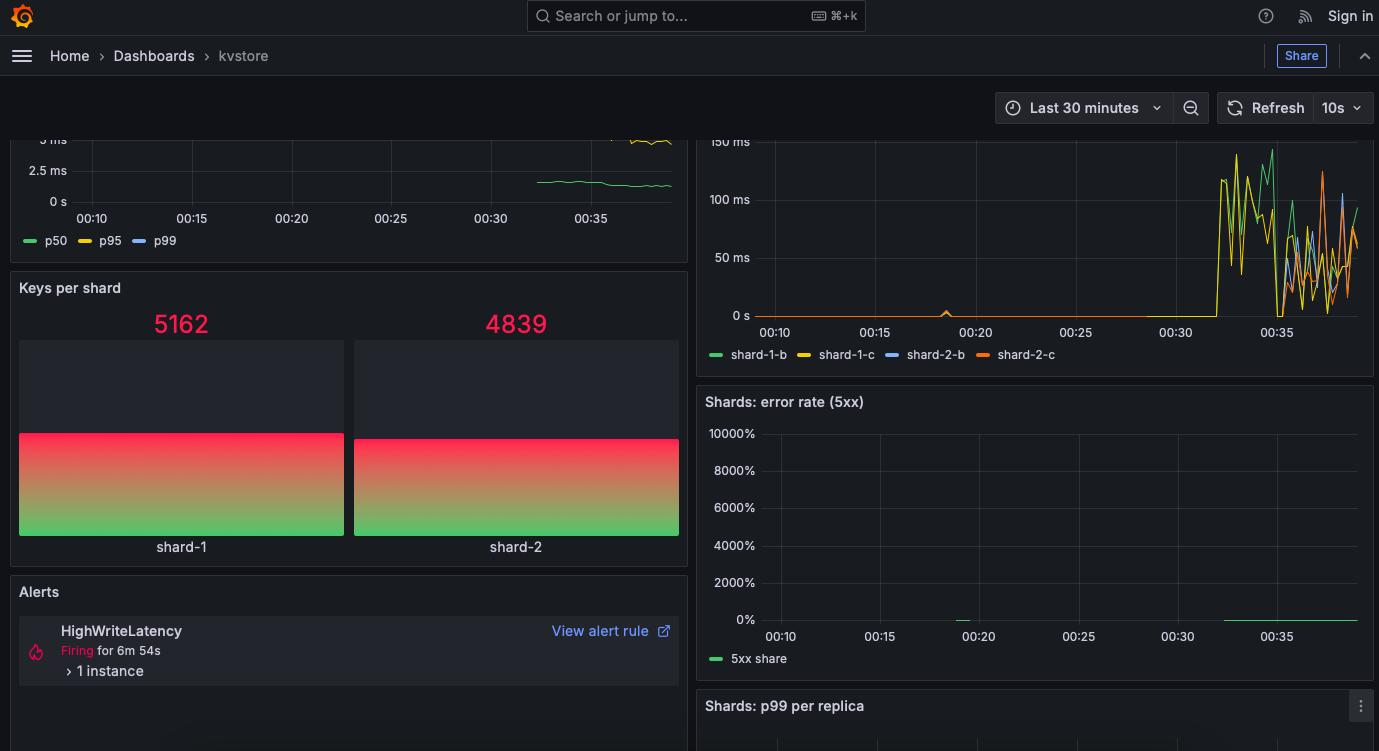 Search or jump to... ⌘+k
Sign in
Home › Dashboards › kvstore
Share
Last 30 minutes
Refresh 10s
5 ms
2.5 ms
0 s
00:10 00:15 00:20 00:25 00:30 00:35
p50 p95 p99
Keys per shard
5162 4839
shard-1 shard-2
Alerts
HighWriteLatency View alert rule
Firing for 6m 54s
› 1 instance
150 ms
100 ms
50 ms
0 s
00:10 00:15 00:20 00:25 00:30 00:35
shard-1-b shard-1-c shard-2-b shard-2-c
Shards: error rate (5xx)
10000%
8000%
6000%
4000%
2000%
0%
00:10 00:15 00:20 00:25 00:30 00:35
5xx share
Shards: p99 per replica